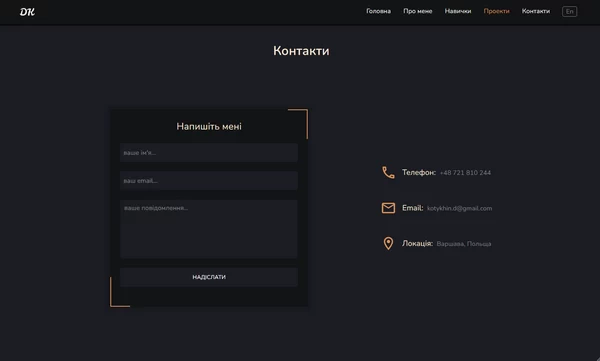 DK
Головна Про мене Навички Проекти Контакти En
Контакти
Напишіть мені
ваше ім'я...
ваш email...
ваше повідомлення...
НАДІСЛАТИ
Телефон: +48 721 810 244
Email: kotykhin.d@gmail.com
Локація: Варшава, Польща